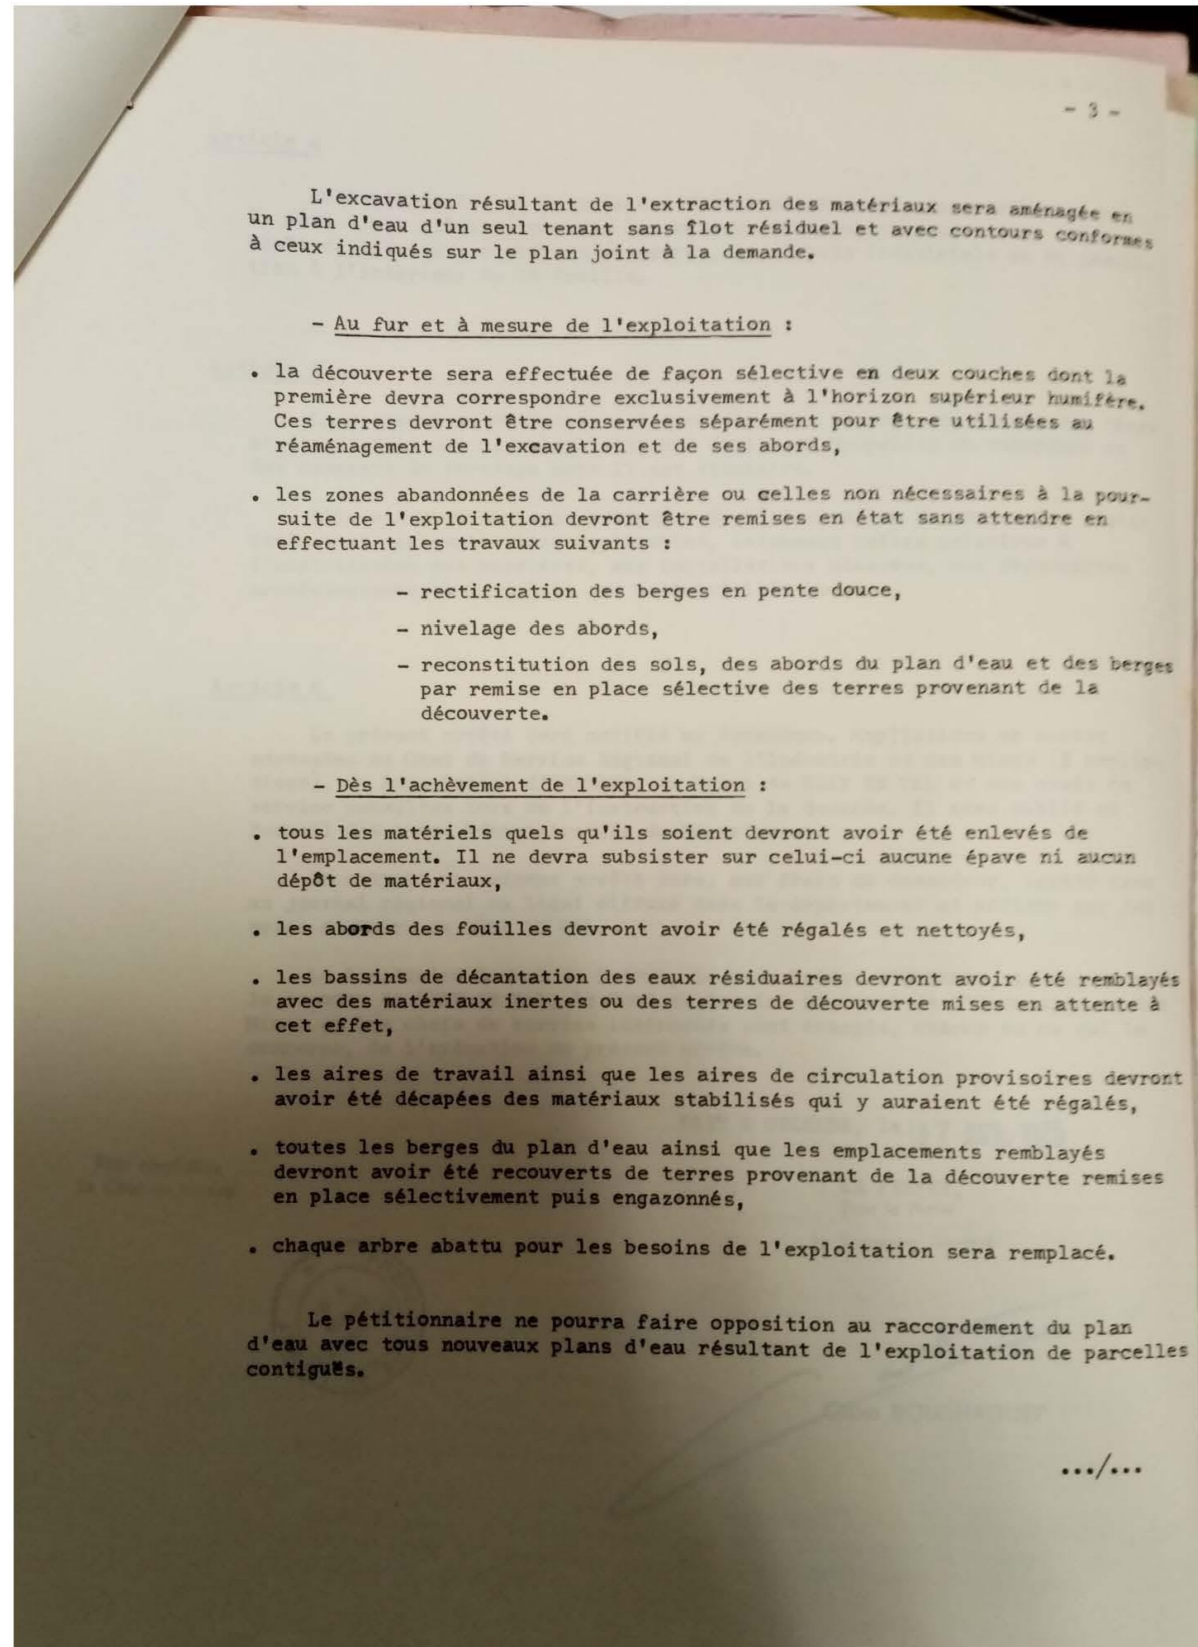 - 3 -
L'excavation résultant de l'extraction des matériaux sera aménagée en
un plan d'eau d'un seul tenant sans îlot résiduel et avec contours conformes
à ceux indiqués sur le plan joint à la demande.
- Au fur et à mesure de l'exploitation :
. la découverte sera effectuée de façon sélective en deux couches dont la
première devra correspondre exclusivement à l'horizon supérieur humifère.
Ces terres devront être conservées séparément pour être utilisées au
réaménagement de l'excavation et de ses abords,
. les zones abandonnées de la carrière ou celles non nécessaires à la pour-
suite de l'exploitation devront être remises en état sans attendre en
effectuant les travaux suivants :
- rectification des berges en pente douce,
- nivelage des abords,
- reconstitution des sols, des abords du plan d'eau et des berges
par remise en place sélective des terres provenant de la
découverte.
- Dès l'achèvement de l'exploitation :
. tous les matériels quels qu'ils soient devront avoir été enlevés de
l'emplacement. Il ne devra subsister sur celui-ci aucune épave ni aucun
dépôt de matériaux,
. les abords des fouilles devront avoir été régalés et nettoyés,
. les bassins de décantation des eaux résiduaires devront avoir été remblayés
avec des matériaux inertes ou des terres de découverte mises en attente à
cet effet,
. les aires de travail ainsi que les aires de circulation provisoires devront
avoir été décapées des matériaux stabilisés qui y auraient été régalés,
. toutes les berges du plan d'eau ainsi que les emplacements remblayés
devront avoir été recouverts de terres provenant de la découverte remises
en place sélectivement puis engazonnés,
. chaque arbre abattu pour les besoins de l'exploitation sera remplacé.
Le pétitionnaire ne pourra faire opposition au raccordement du plan
d'eau avec tous nouveaux plans d'eau résultant de l'exploitation de parcelles
contiguës.
.../...